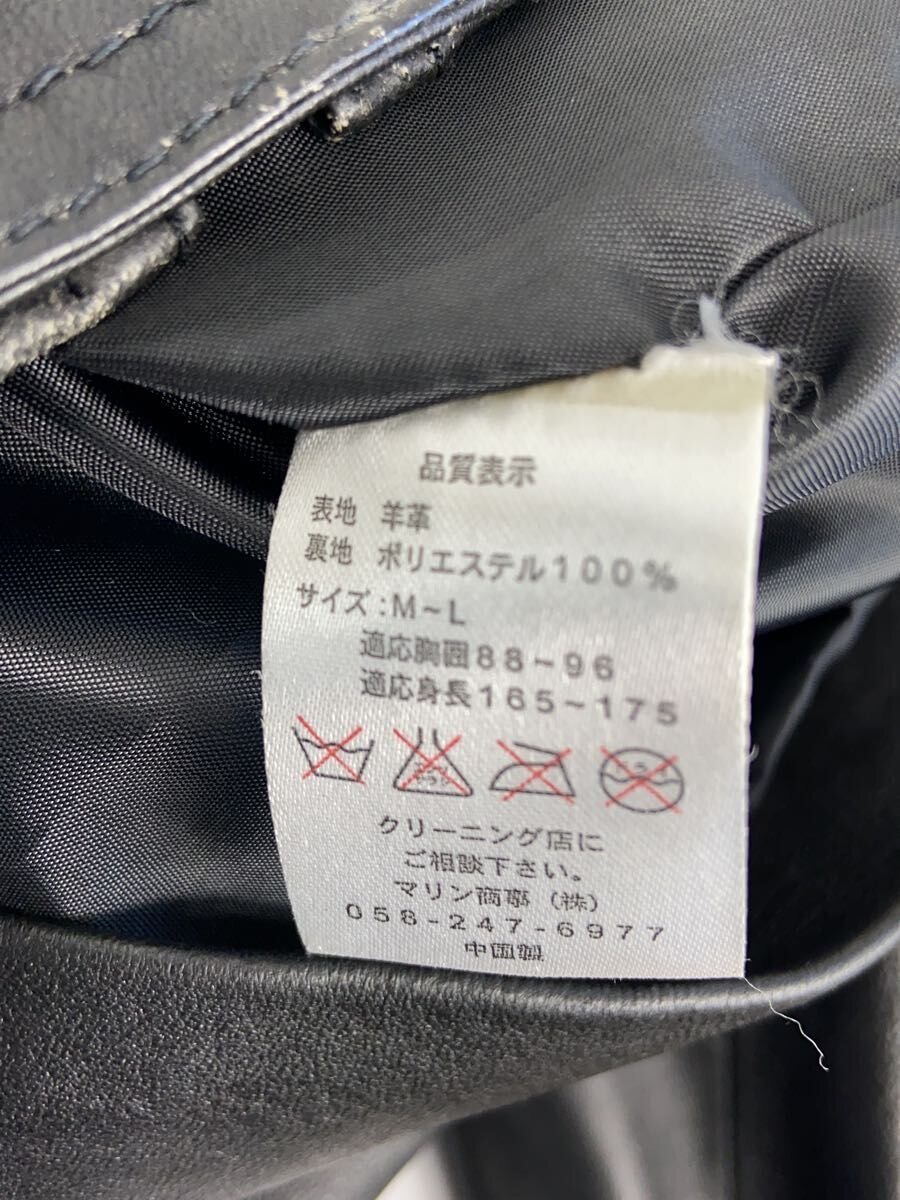 品質表示
表地 羊革
裏地 ポリエステル100%
サイズ:M~L
適応胸囲88~96
適応身長165~175
クリーニング店に
ご相談下さい。
マリン商事(株)
058-247-6977
中国製